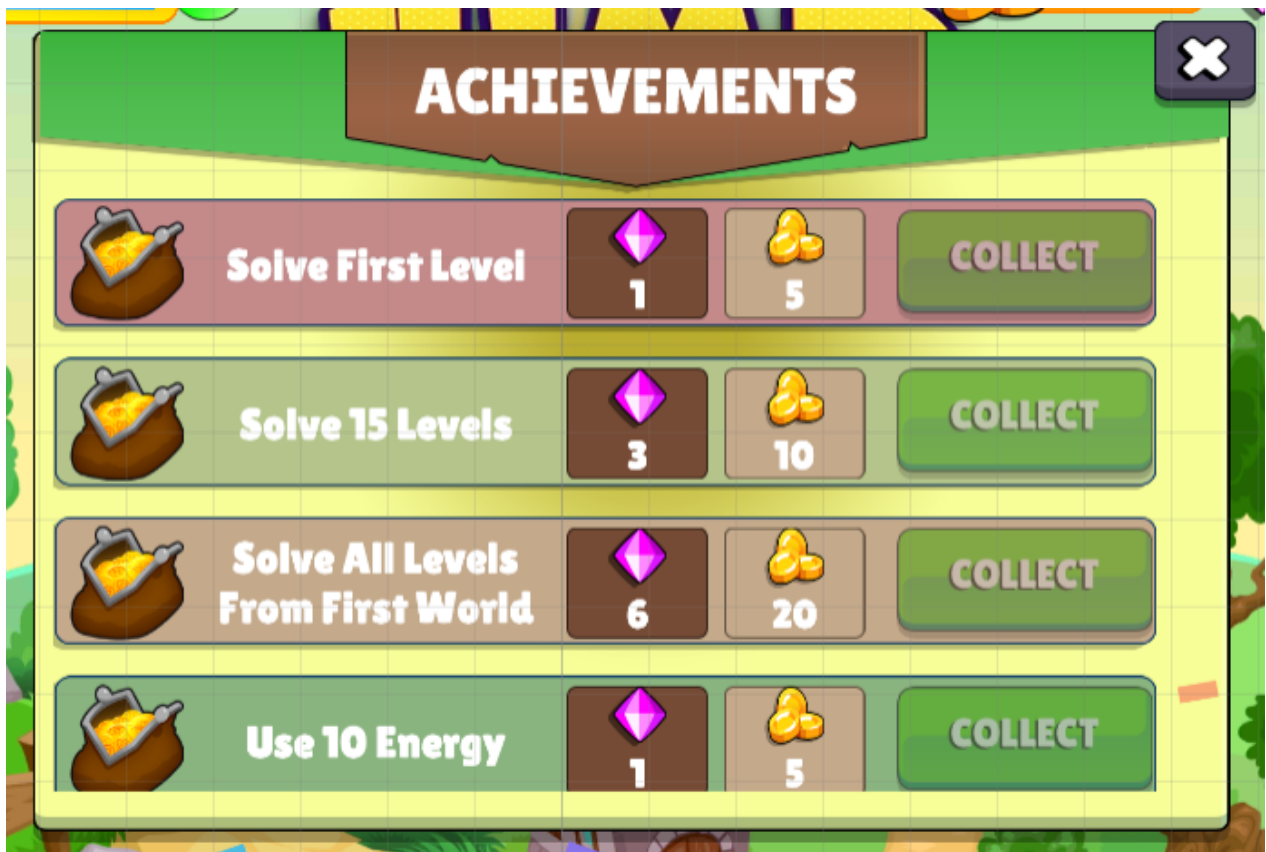 ACHIEVEMENTS
Solve First Level
1
5
COLLECT
Solve 15 Levels
3
10
COLLECT
Solve All Levels
From First World
6
20
COLLECT
Use 10 Energy
1
5
COLLECT